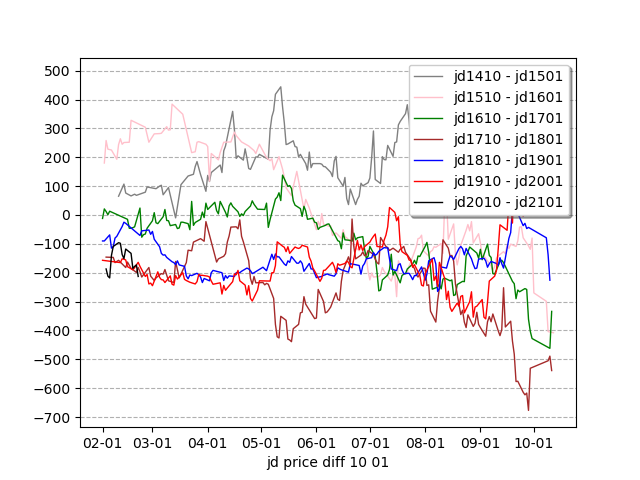 500
400
300
200
100
0
−100
−200
−300
−400
−500
−600
−700
02-01 03-01 04-01 05-01 06-01 07-01 08-01 09-01 10-01
jd price diff 10 01
jd1410 - jd1501
jd1510 - jd1601
jd1610 - jd1701
jd1710 - jd1801
jd1810 - jd1901
jd1910 - jd2001
jd2010 - jd2101